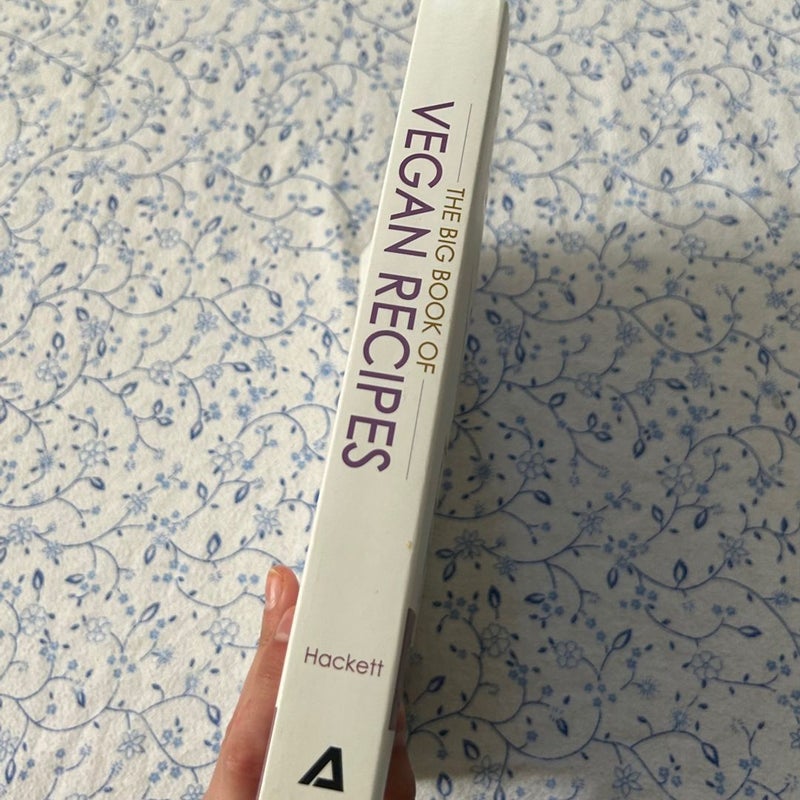 THE BIG BOOK OF
VEGAN RECIPES
Hackett